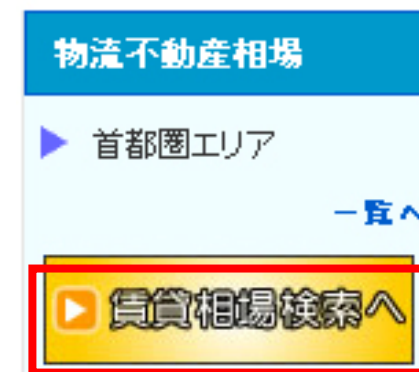 物流不動産相場
首都圏エリア
一覧へ
賃貸相場検索へ